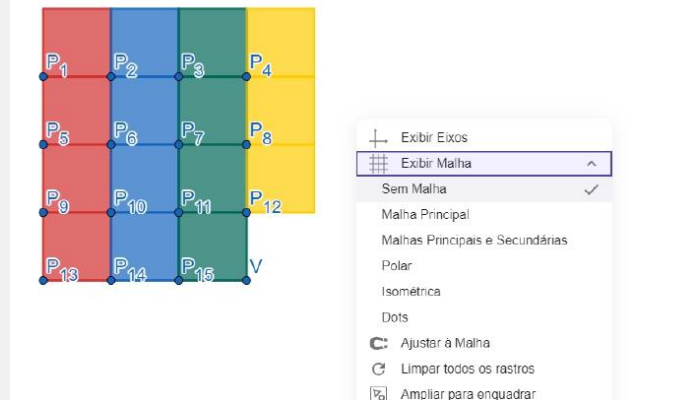 P1 P2 P3 P4
P5 P6 P7 P8
P9 P10 P11 P12
P13 P14 P15 V
Exibir Eixos
Exibir Malha
Sem Malha
Malha Principal
Malhas Principais e Secundárias
Polar
Isométrica
Dots
Ajustar à Malha
Limpar todos os rastros
Ampliar para enquadrar